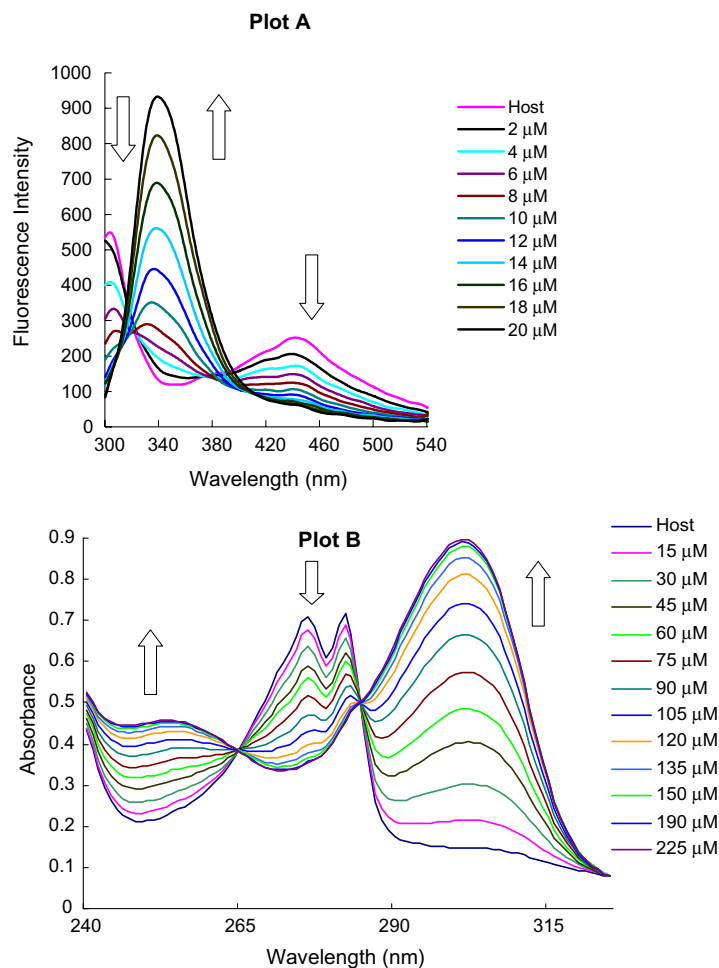 Plot A
1000
900
800
700
600
500
400
300
200
100
0
Fluorescence Intensity
300 340 380 420 460 500 540
Wavelength (nm)
Host
2 μM
4 μM
6 μM
8 μM
10 μM
12 μM
14 μM
16 μM
18 μM
20 μM
Plot B
0.9
0.8
0.7
0.6
0.5
0.4
0.3
0.2
0.1
0
Absorbance
240 265 290 315
Wavelength (nm)
Host
15 μM
30 μM
45 μM
60 μM
75 μM
90 μM
105 μM
120 μM
135 μM
150 μM
190 μM
225 μM